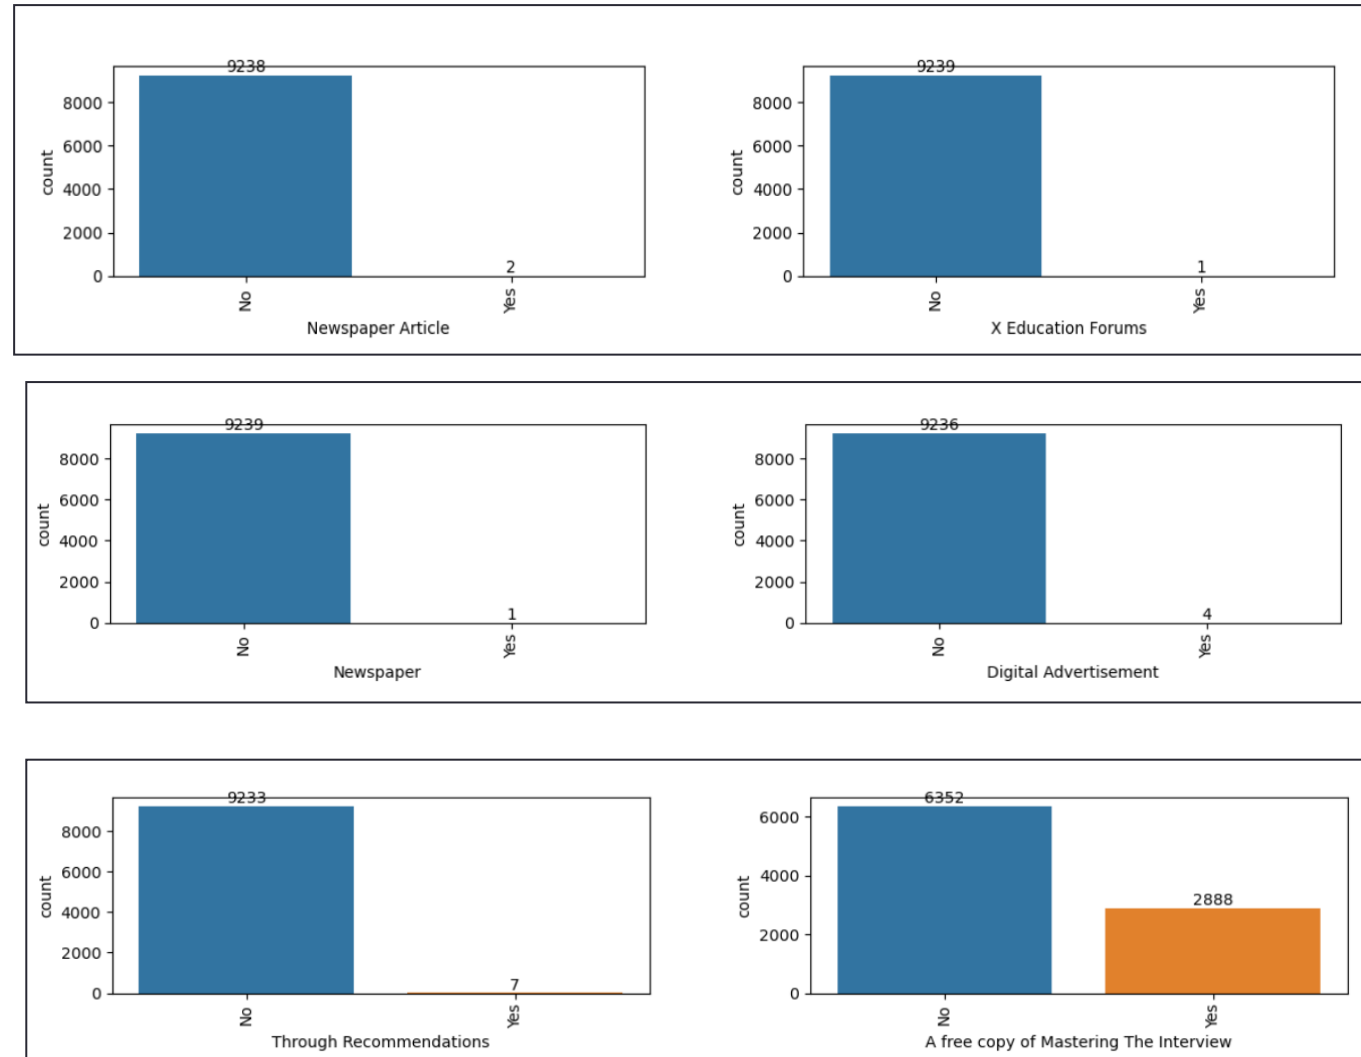 9238
8000
6000
4000
2000
0
count
2
No
Yes
Newspaper Article
9239
8000
6000
4000
2000
0
count
1
No
Yes
X Education Forums
9239
8000
6000
4000
2000
0
count
1
No
Yes
Newspaper
9236
8000
6000
4000
2000
0
count
4
No
Yes
Digital Advertisement
9233
8000
6000
4000
2000
0
count
7
No
Yes
Through Recommendations
6352
6000
4000
2000
0
count
2888
No
Yes
A free copy of Mastering The Interview